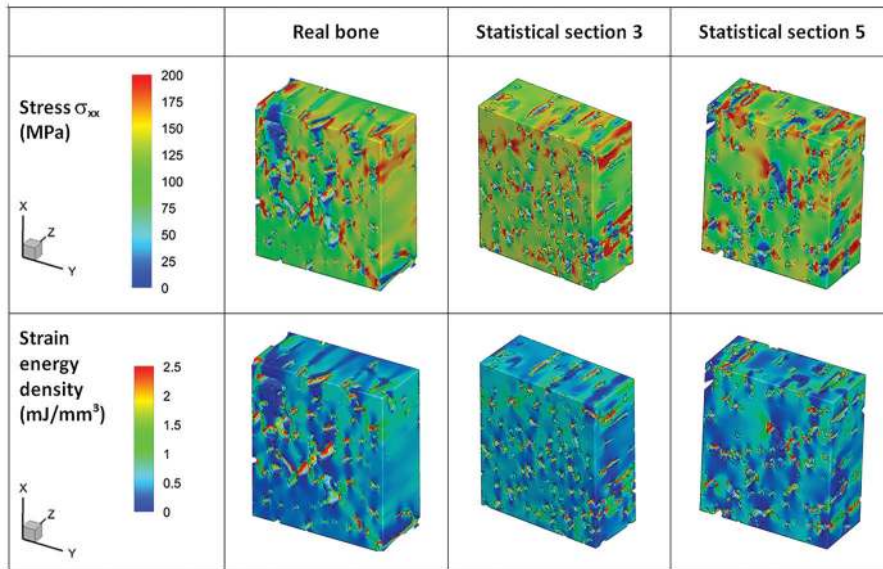 Real bone
Statistical section 3
Statistical section 5
Stress σxx
(MPa)
200
175
150
125
100
75
50
25
0
X
Z
Y
Strain
energy
density
(mJ/mm³)
2.5
2
1.5
1
0.5
0
X
Z
Y